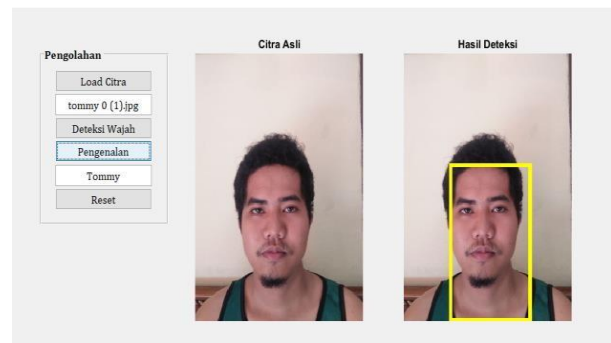 Pengolahan
Load Citra
tommy 0 (1).jpg
Deteksi Wajah
Pengenalan
Tommy
Reset
Citra Asli
Hasil Deteksi